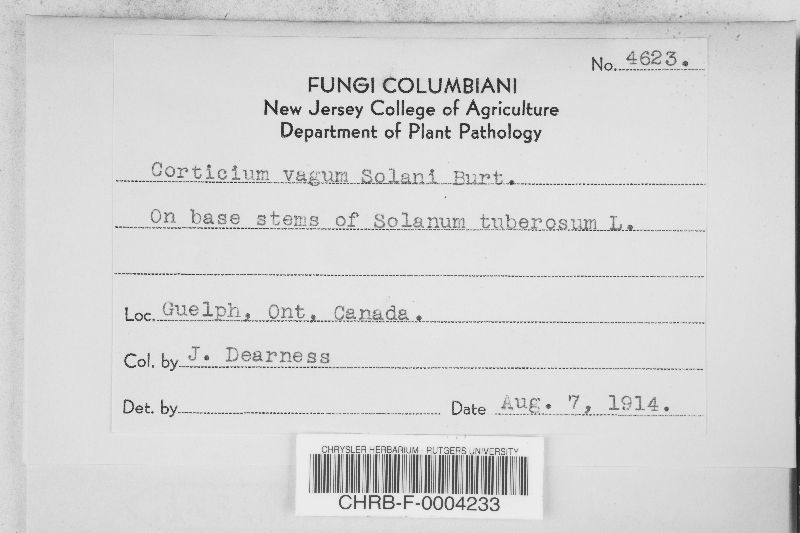 No. 4623.
FUNGI COLUMBIANI
New Jersey College of Agriculture
Department of Plant Pathology
Corticium vagum Solani Burt.
On base stems of Solanum tuberosum L.
Loc. Guelph, Ont, Canada.
Col. by J. Dearness
Det. by
Date Aug. 7, 1914.
CHRYSLER HERBARIUM - RUTGERS UNIVERSITY
CHRB-F-0004233